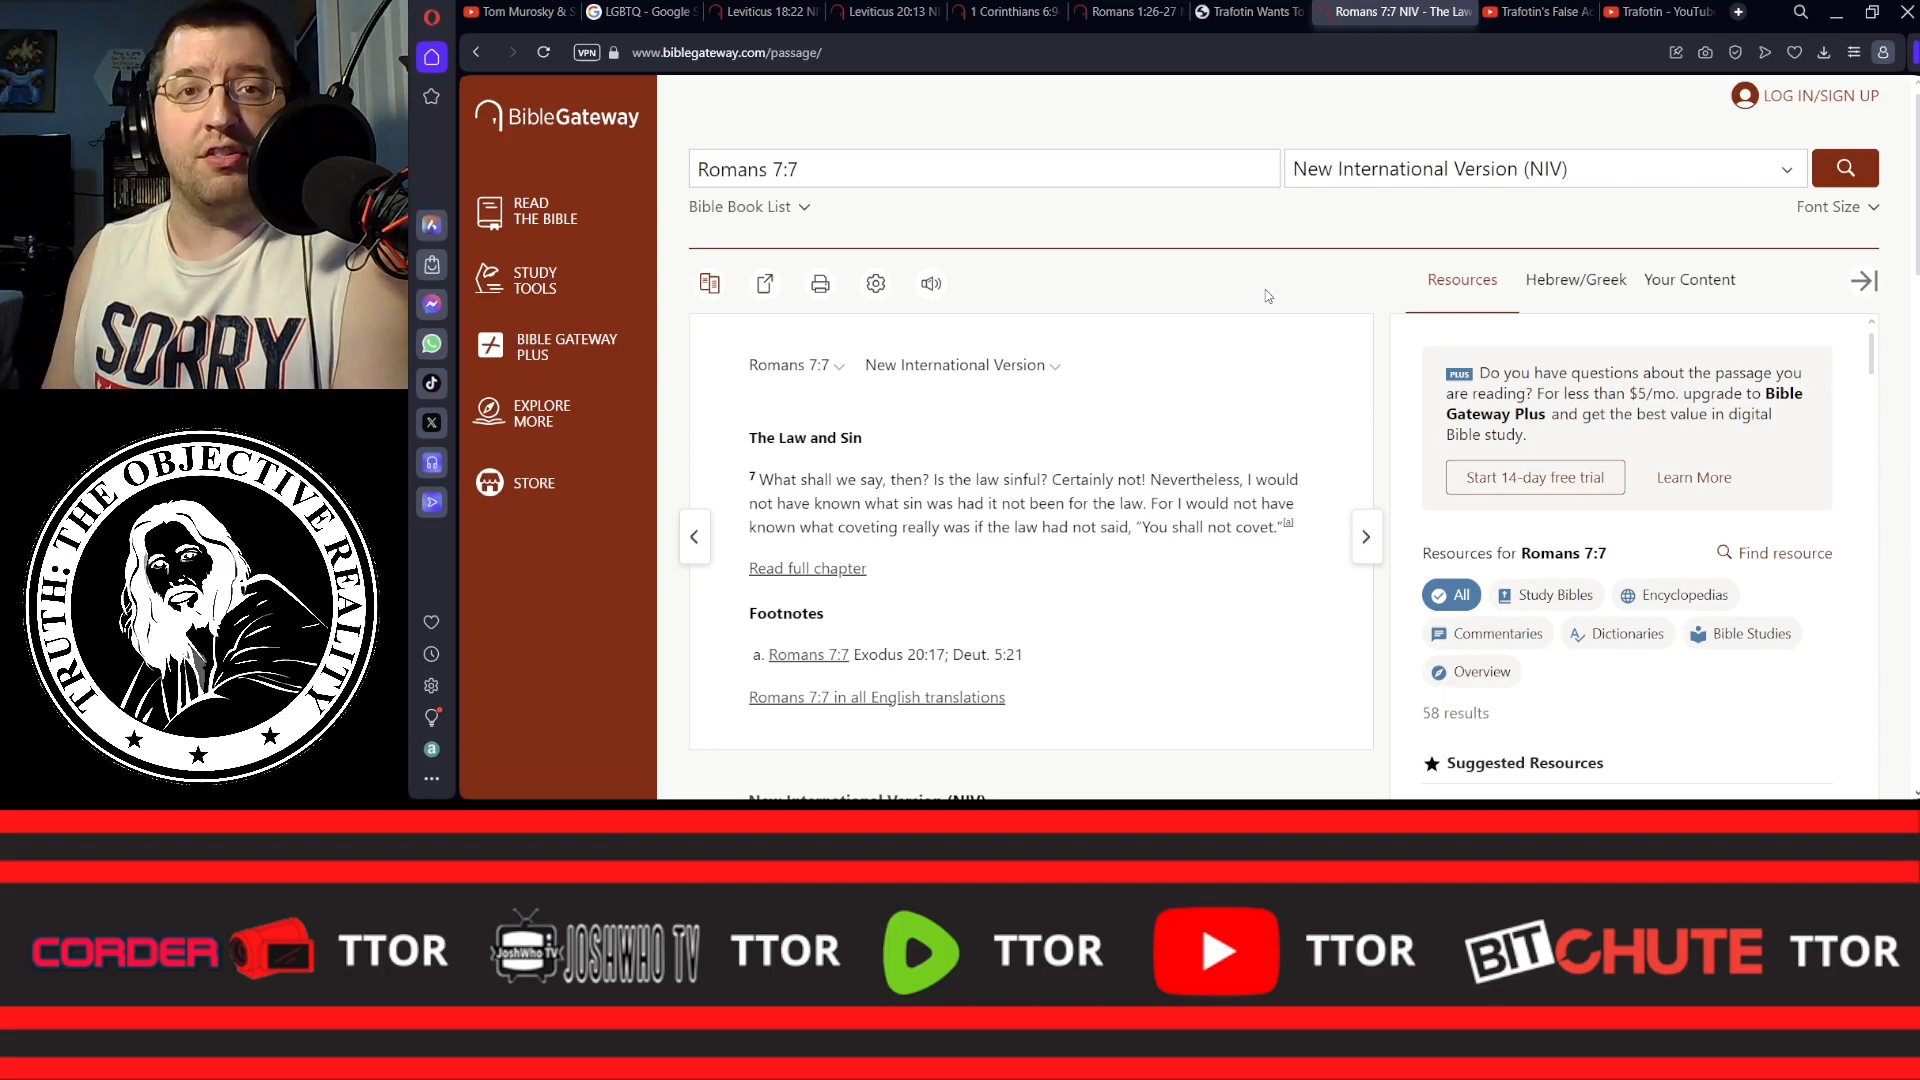 Tom Murosky & S
LGBTQ - Google S
Leviticus 18:22 NI
Leviticus 20:13 NI
1 Corinthians 6:9-
Romans 1:26-27
Trafotin Wants To
Romans 7:7 NIV - The Law
Trafotin's False Ac
Trafotin - YouTub
VPN
www.biblegateway.com/passage/
BibleGateway
LOG IN/SIGN UP
Romans 7:7
New International Version (NIV)
Bible Book List
Font Size
READ
THE BIBLE
STUDY
TOOLS
BIBLE GATEWAY
PLUS
EXPLORE
MORE
STORE
Resources
Hebrew/Greek
Your Content
Romans 7:7
New International Version
The Law and Sin
7 What shall we say, then? Is the law sinful? Certainly not! Nevertheless, I would
not have known what sin was had it not been for the law. For I would not have
known what coveting really was if the law had not said, “You shall not covet.”[a]
Read full chapter
Footnotes
a. Romans 7:7 Exodus 20:17; Deut. 5:21
Romans 7:7 in all English translations
New International Version (NIV)
PLUS Do you have questions about the passage you
are reading? For less than $5/mo. upgrade to Bible
Gateway Plus and get the best value in digital
Bible study.
Start 14-day free trial
Learn More
Resources for Romans 7:7
Find resource
All
Study Bibles
Encyclopedias
Commentaries
Dictionaries
Bible Studies
Overview
58 results
Suggested Resources
SORRY
TRUTH: THE OBJECTIVE REALITY
CORDER
TTOR
JoshWho TV
JOSHWHO TV
TTOR
TTOR
TTOR
BITCHUTE
TTOR